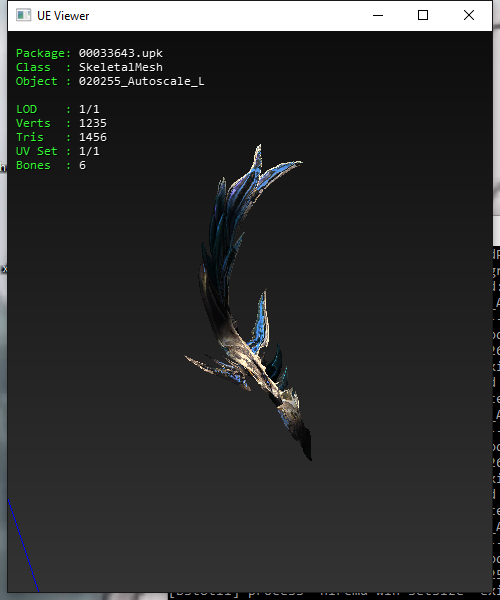 UE Viewer
Package: 00033643.upk
Class : SkeletalMesh
Object : 020255_Autoscale_L
LOD : 1/1
Verts : 1235
Tris : 1456
UV Set : 1/1
Bones : 6